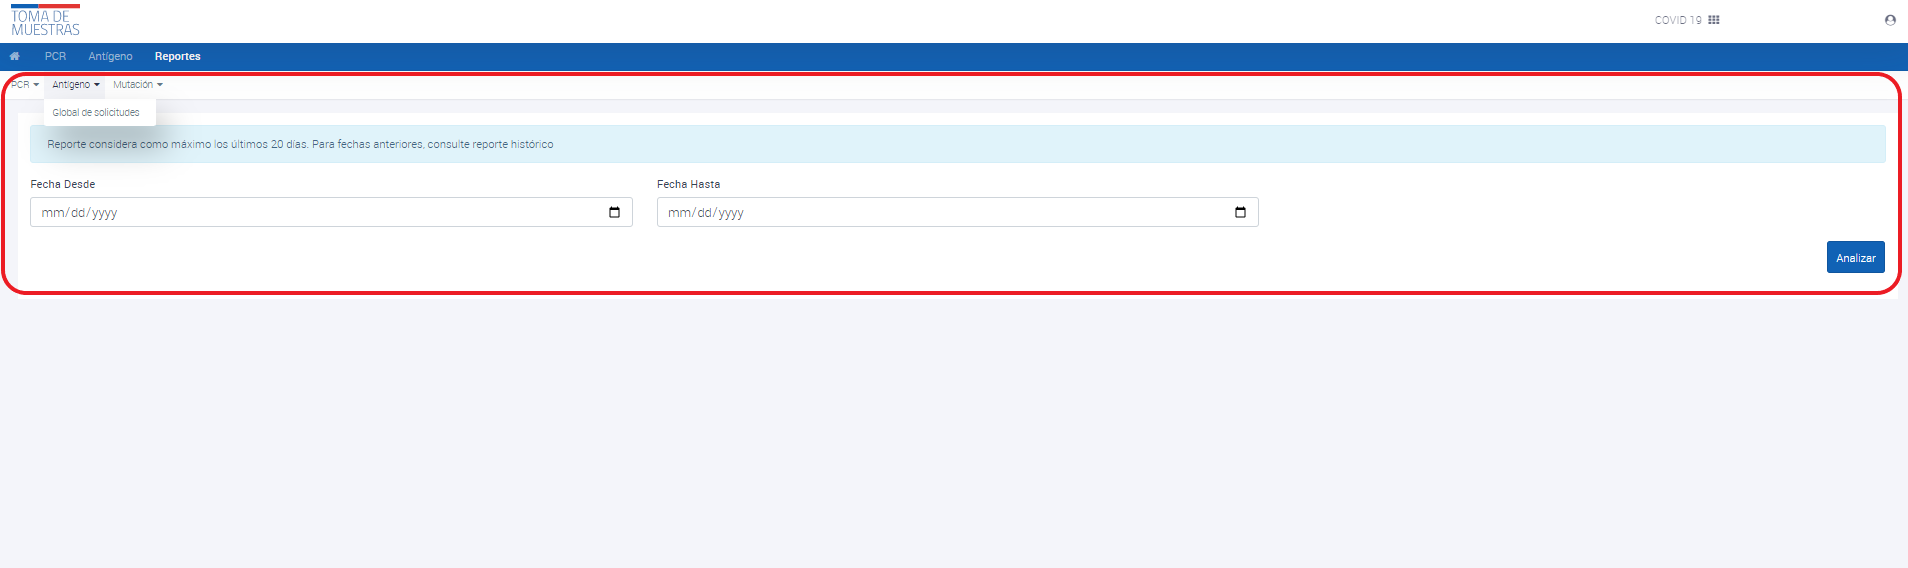 TOMA DE
MUESTRAS
COVID 19
PCR Antígeno Reportes
PCR Antígeno Mutación
Global de solicitudes
Reporte considera como máximo los últimos 20 días. Para fechas anteriores, consulte reporte histórico
Fecha Desde Fecha Hasta
mm/dd/yyyy mm/dd/yyyy
Analizar